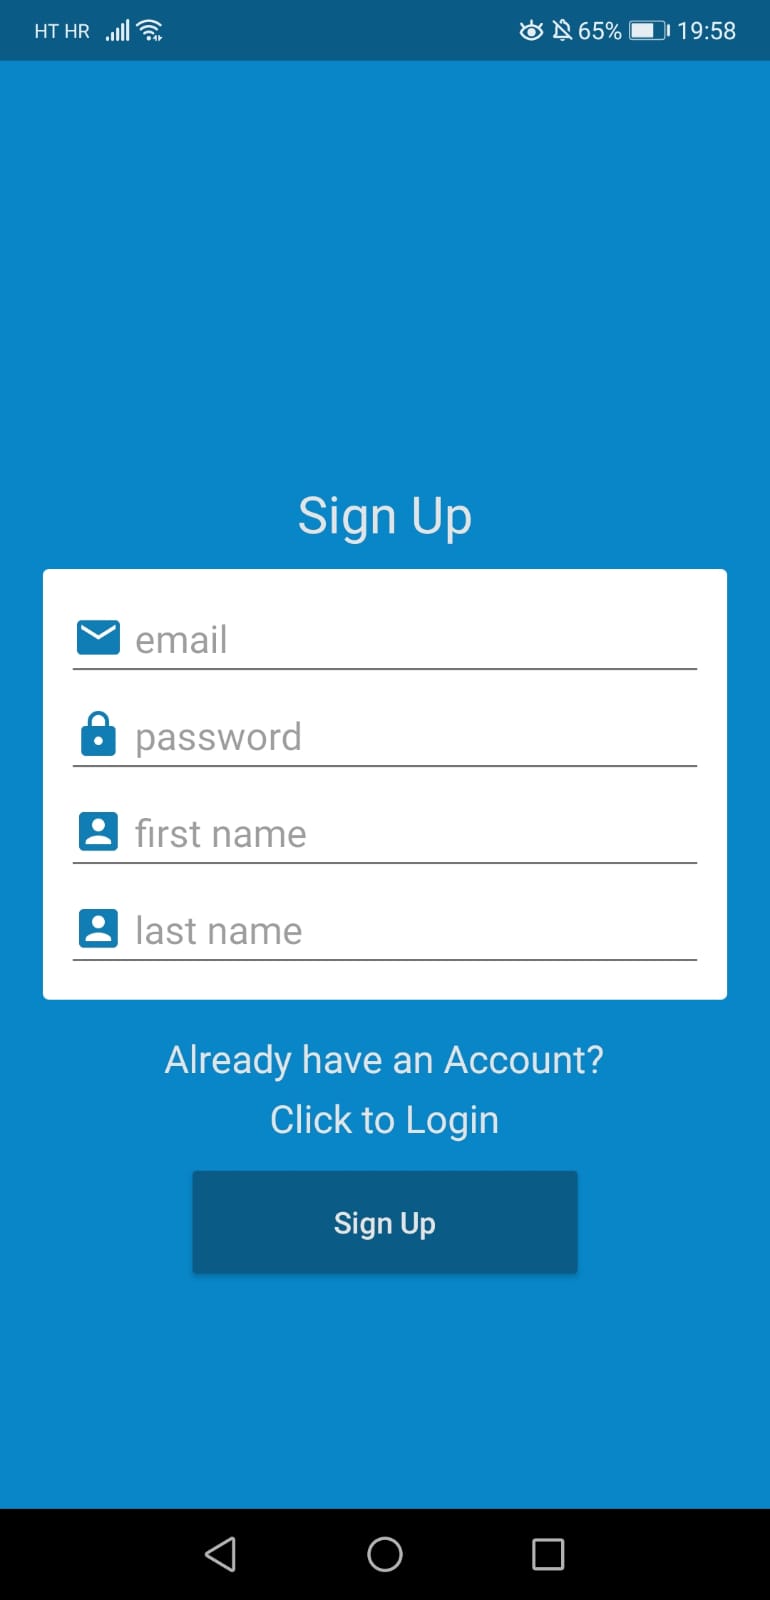 HT HR 65% 19:58
Sign Up
email
password
first name
last name
Already have an Account?
Click to Login
Sign Up